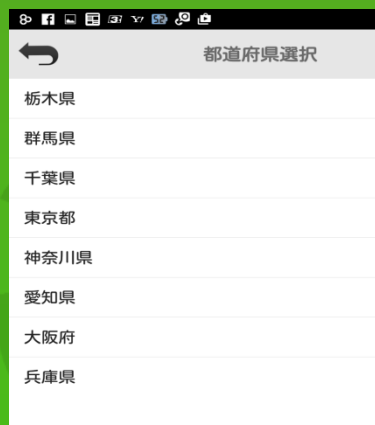 都道府県選択
栃木県
群馬県
千葉県
東京都
神奈川県
愛知県
大阪府
兵庫県